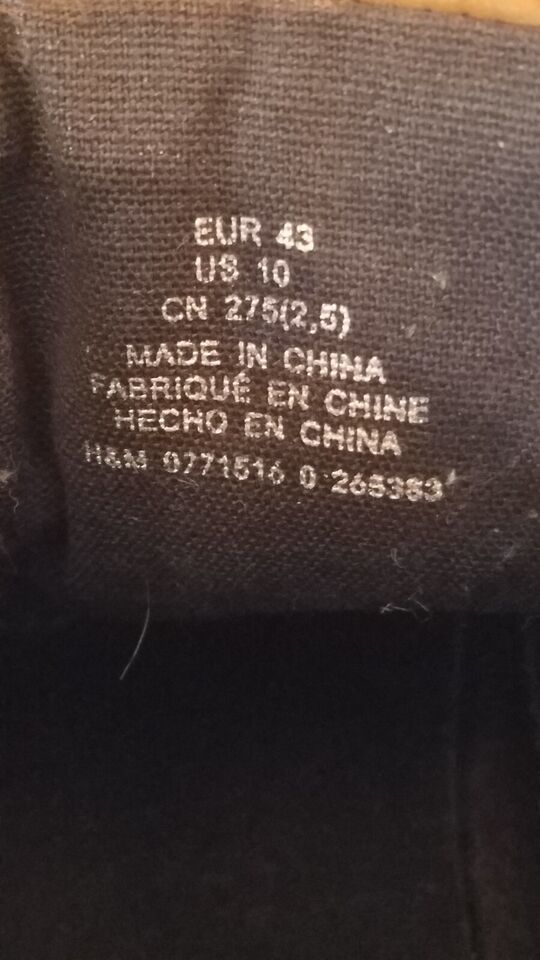 EUR 43
US 10
CN 275(2,5)
MADE IN CHINA
FABRIQUÉ EN CHINE
HECHO EN CHINA
H&M 0771516 0 265383